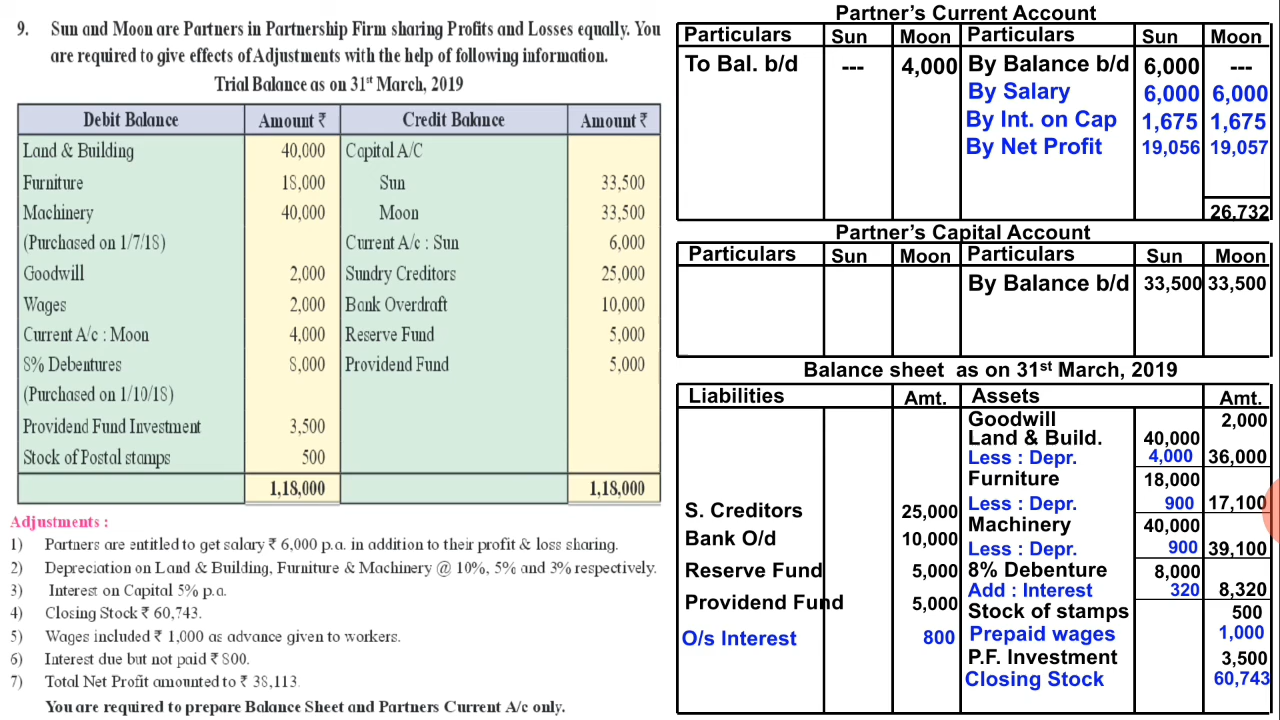 9. Sun and Moon are Partners in Partnership Firm sharing Profits and Losses equally. You
are required to give effects of Adjustments with the help of following information.
Trial Balance as on 31st March, 2019
Debit Balance Amount ₹ Credit Balance Amount ₹
Land & Building 40,000 Capital A/C
Furniture 18,000 Sun 33,500
Machinery 40,000 Moon 33,500
(Purchased on 1/7/18) Current A/c : Sun 6,000
Goodwill 2,000 Sundry Creditors 25,000
Wages 2,000 Bank Overdraft 10,000
Current A/c : Moon 4,000 Reserve Fund 5,000
8% Debentures 8,000 Providend Fund 5,000
(Purchased on 1/10/18)
Providend Fund Investment 3,500
Stock of Postal stamps 500
1,18,000 1,18,000
Adjustments :
1) Partners are entitled to get salary ₹ 6,000 p.a. in addition to their profit & loss sharing.
2) Depreciation on Land & Building, Furniture & Machinery @ 10%, 5% and 3% respectively.
3) Interest on Capital 5% p.a.
4) Closing Stock ₹ 60,743.
5) Wages included ₹ 1,000 as advance given to workers.
6) Interest due but not paid ₹ 800.
7) Total Net Profit amounted to ₹ 38,113.
You are required to prepare Balance Sheet and Partners Current A/c only.
Partner's Current Account
Particulars Sun Moon Particulars Sun Moon
To Bal. b/d --- 4,000 By Balance b/d 6,000 ---
By Salary 6,000 6,000
By Int. on Cap 1,675 1,675
By Net Profit 19,056 19,057
26,732
Partner's Capital Account
Particulars Sun Moon Particulars Sun Moon
By Balance b/d 33,500 33,500
Balance sheet as on 31st March, 2019
Liabilities Amt. Assets Amt.
Goodwill 2,000
Land & Build. 40,000
Less : Depr. 4,000 36,000
Furniture 18,000
S. Creditors 25,000 Less : Depr. 900 17,100
Bank O/d 10,000 Machinery 40,000
Less : Depr. 900 39,100
Reserve Fund 5,000 8% Debenture 8,000
Add : Interest 320 8,320
Providend Fund 5,000 Stock of stamps 500
O/s Interest 800 Prepaid wages 1,000
P.F. Investment 3,500
Closing Stock 60,743